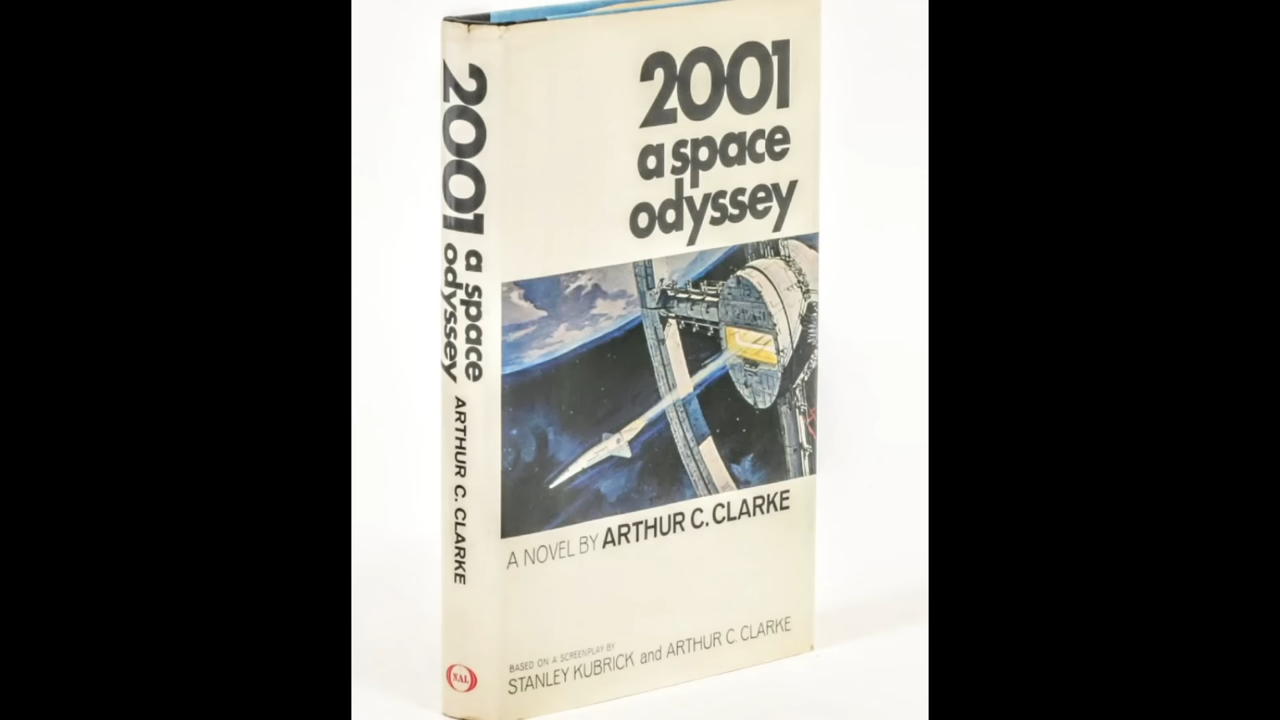 2001
a space
odyssey
A NOVEL BY ARTHUR C. CLARKE
BASED ON A SCREENPLAY BY
STANLEY KUBRICK and ARTHUR C. CLARKE
2001
a space
odyssey
ARTHUR C. CLARKE
NAL